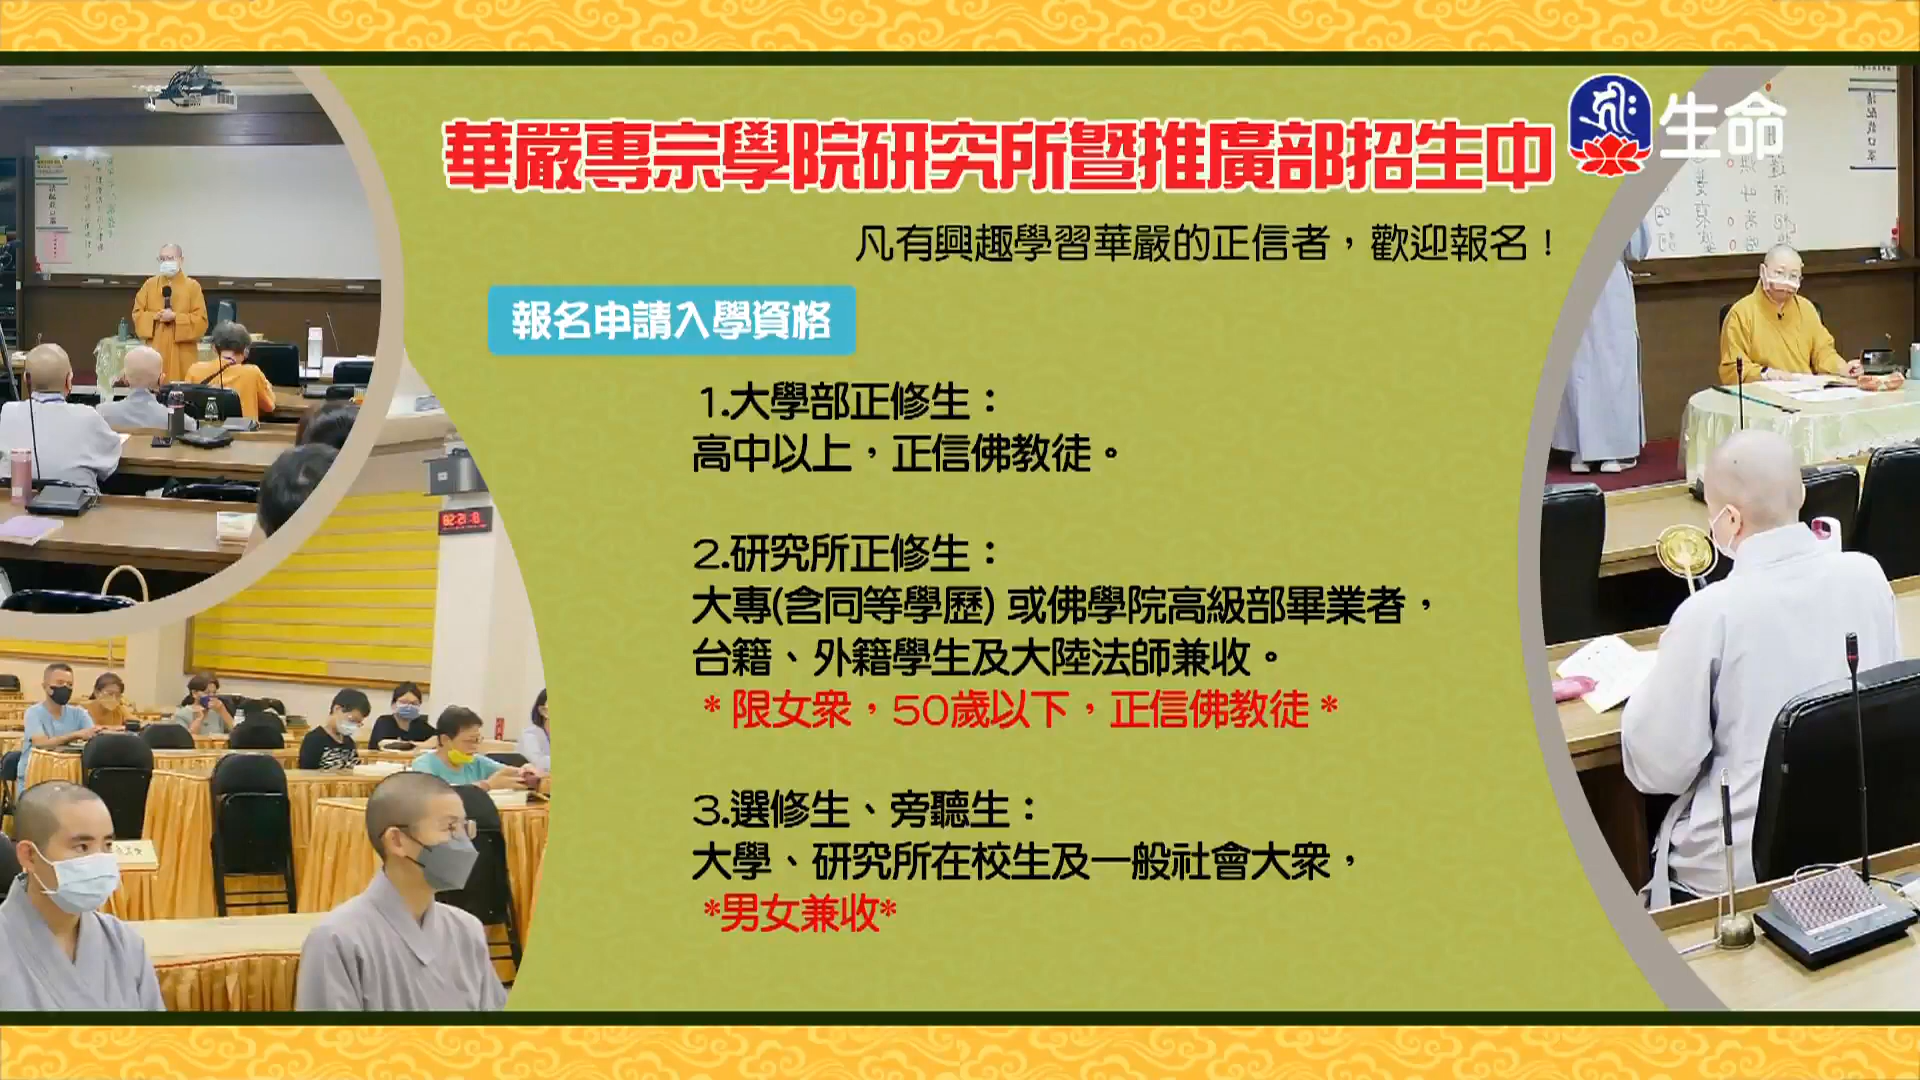 華嚴專宗學院研究所暨推廣部招生中
生命
凡有興趣學習華嚴的正信者，歡迎報名！
報名申請入學資格
1.大學部正修生：
高中以上，正信佛教徒。
2.研究所正修生：
大專(含同等學歷) 或佛學院高級部畢業者，
台籍、外籍學生及大陸法師兼收。
*限女眾，50歲以下，正信佛教徒*
3.選修生、旁聽生：
大學、研究所在校生及一般社會大眾，
*男女兼收*